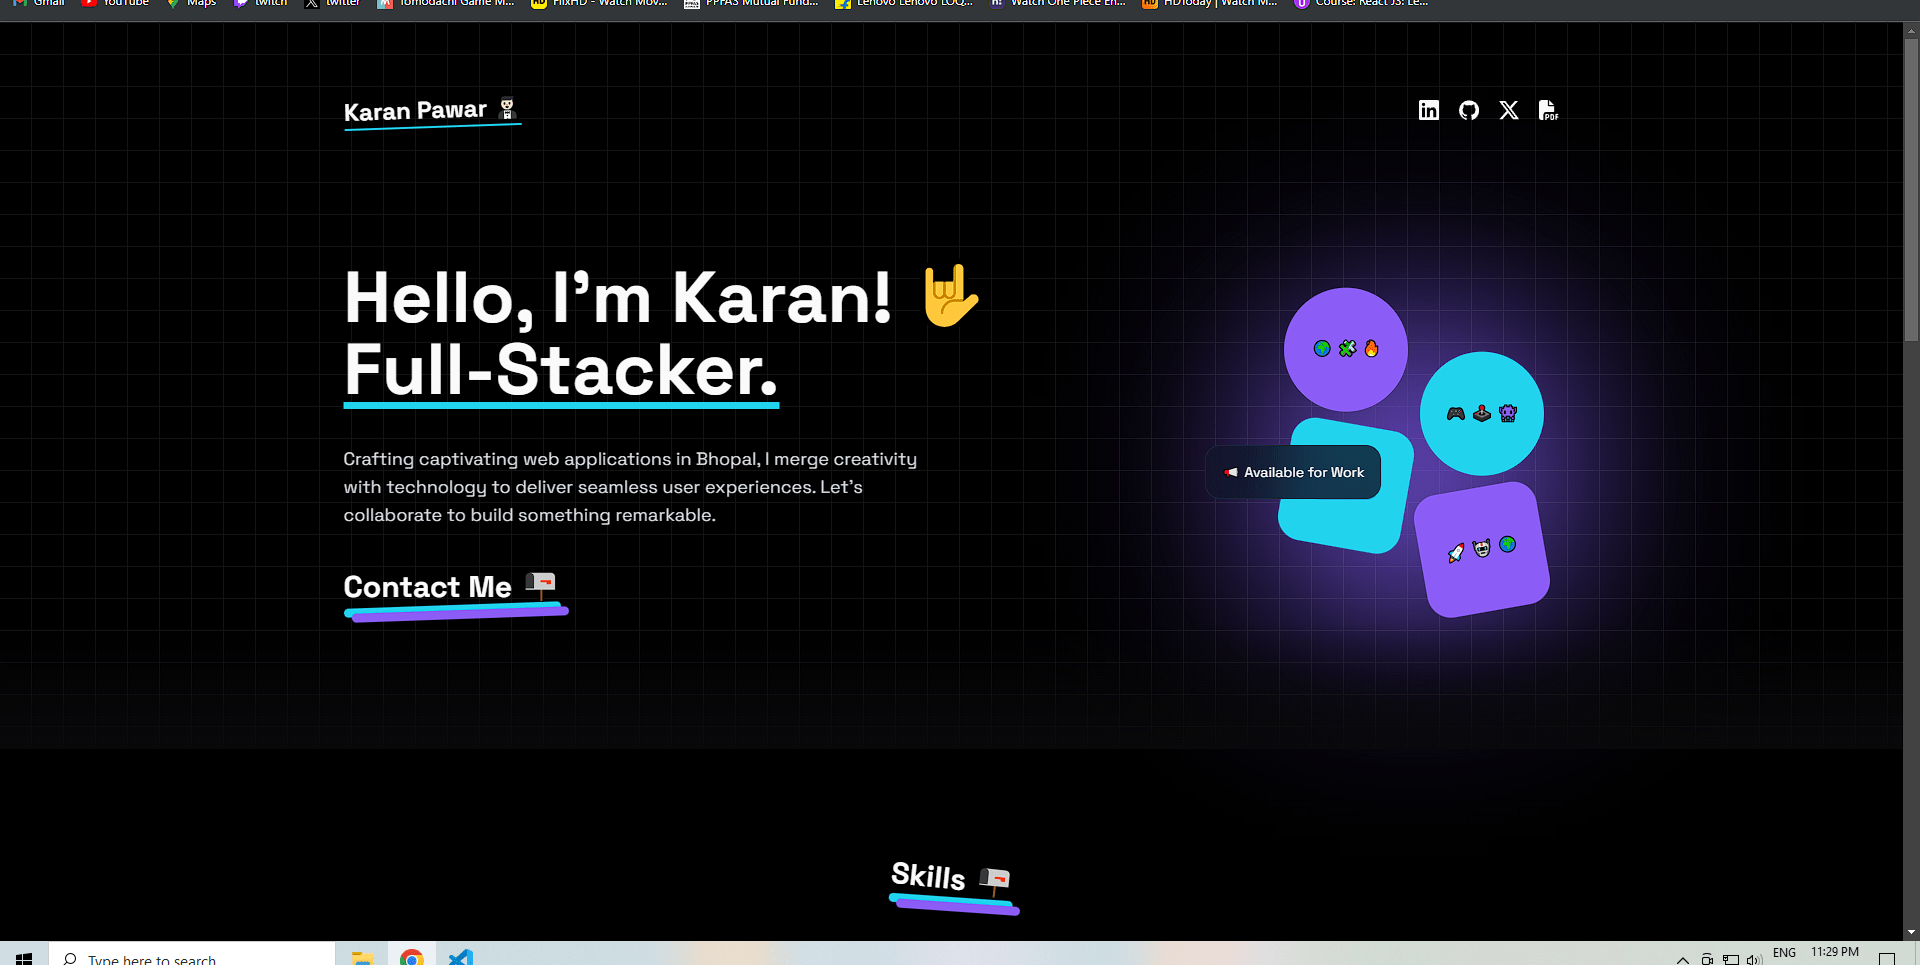 Gmail YouTube Maps twitch twitter Tomodachi Game M... FlixHD - Watch Mov... PPFAS Mutual Fund... Lenovo Lenovo LOQ... Watch One Piece En... HDToday | Watch M... Course: React JS: Le...
Karan Pawar
PDF
Hello, I'm Karan!
Full-Stacker.
Crafting captivating web applications in Bhopal, I merge creativity
with technology to deliver seamless user experiences. Let's
collaborate to build something remarkable.
Available for Work
Contact Me
Skills
Type here to search
ENG 11:29 PM